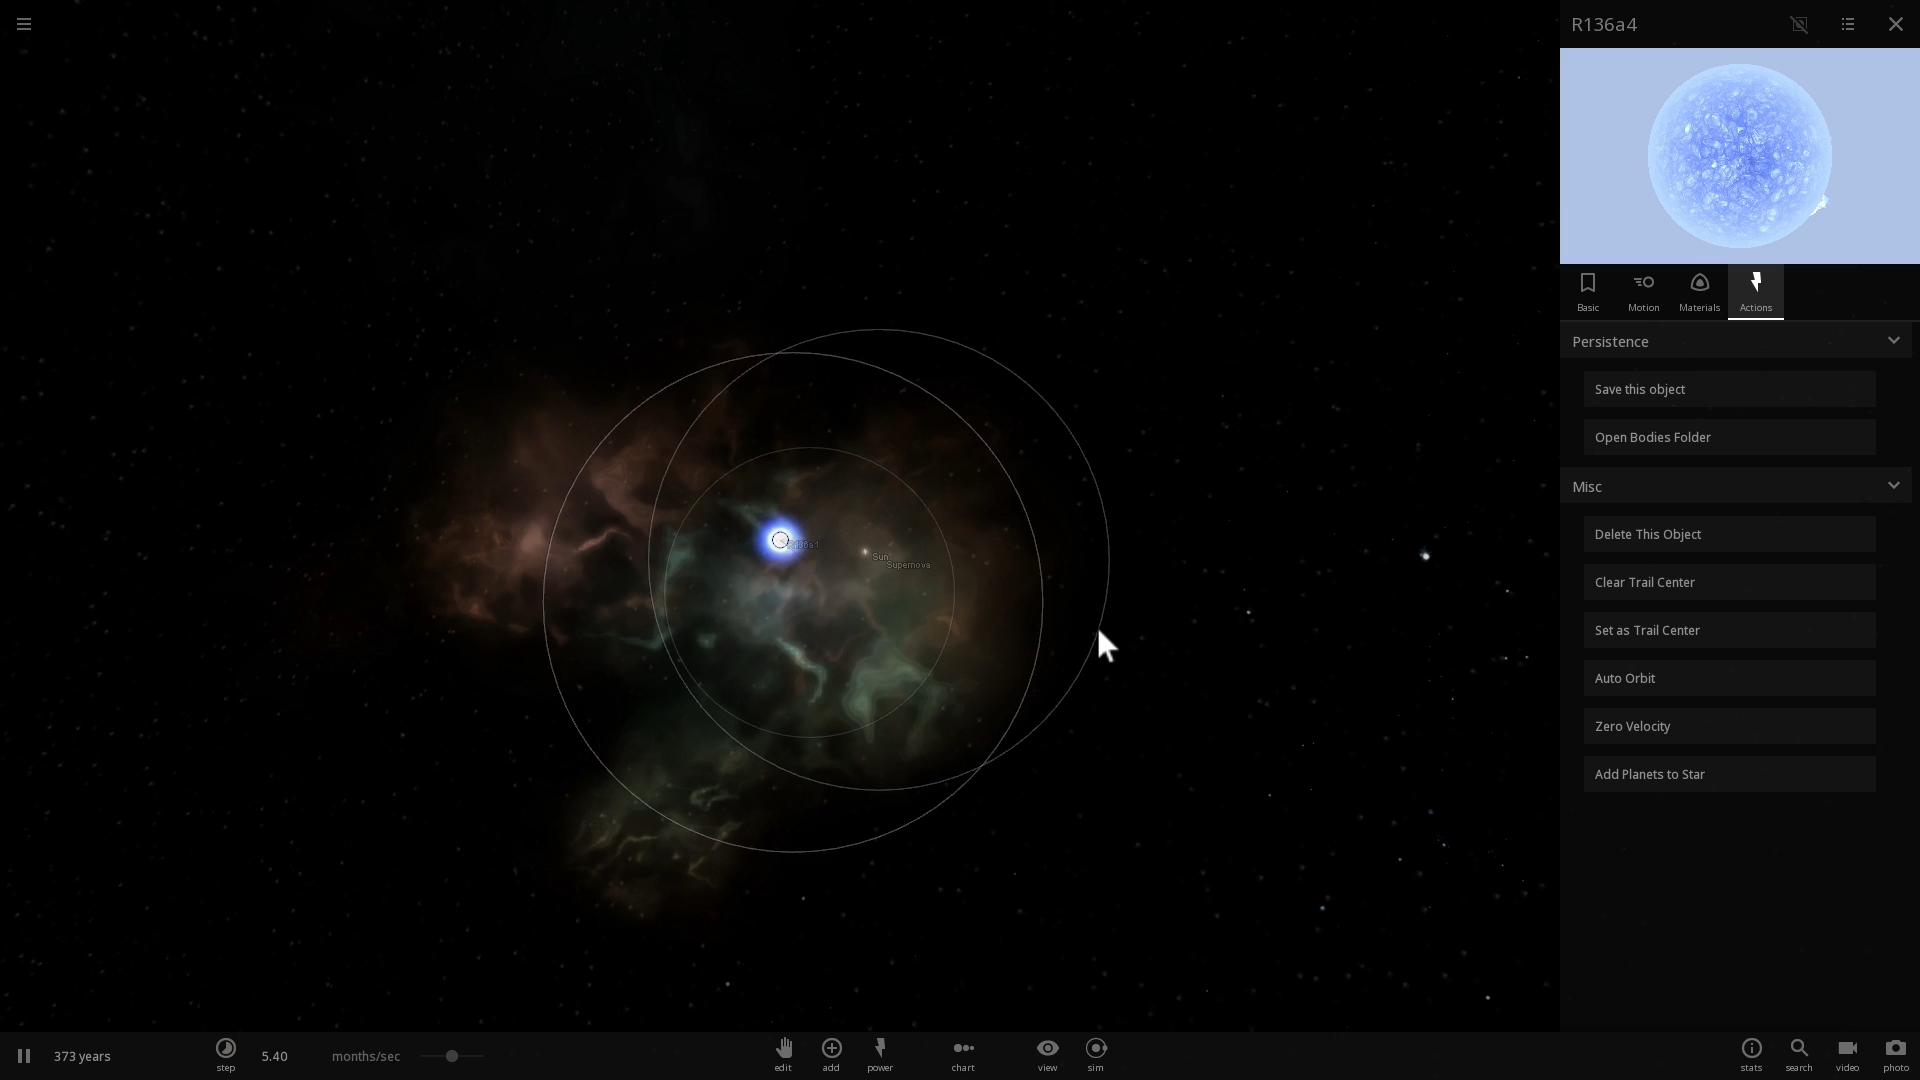 R136a4
Basic
Motion
Materials
Actions
Persistence
Save this object
Open Bodies Folder
Misc
Delete This Object
Clear Trail Center
Set as Trail Center
Auto Orbit
Zero Velocity
Add Planets to Star
Sun
Supernova
373 years
step
5.40
months/sec
edit
add
power
chart
view
sim
stats
search
video
photo